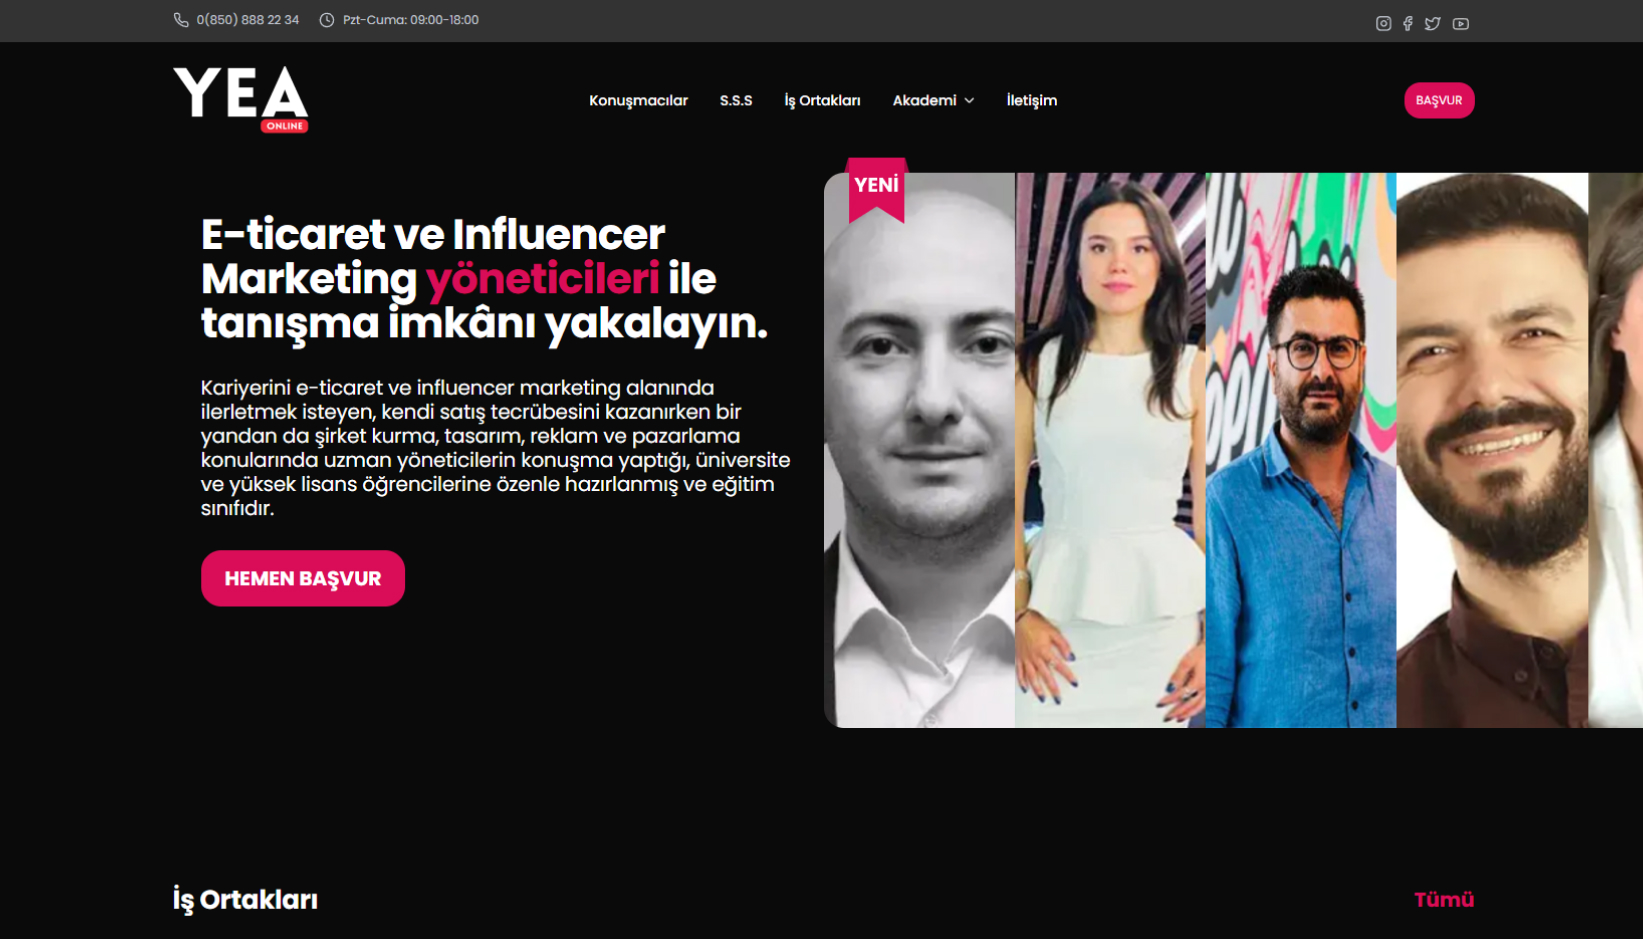 0(850) 888 22 34
Pzt-Cuma: 09:00-18:00
YEA
ONLINE
Konuşmacılar
S.S.S
İş Ortakları
Akademi
İletişim
BAŞVUR
YENİ
E-ticaret ve Influencer
Marketing yöneticileri ile
tanışma imkânı yakalayın.
Kariyerini e-ticaret ve influencer marketing alanında
ilerletmek isteyen, kendi satış tecrübesini kazanırken bir
yandan da şirket kurma, tasarım, reklam ve pazarlama
konularında uzman yöneticilerin konuşma yaptığı, üniversite
ve yüksek lisans öğrencilerine özenle hazırlanmış ve eğitim
sınıfıdır.
HEMEN BAŞVUR
İş Ortakları
Tümü